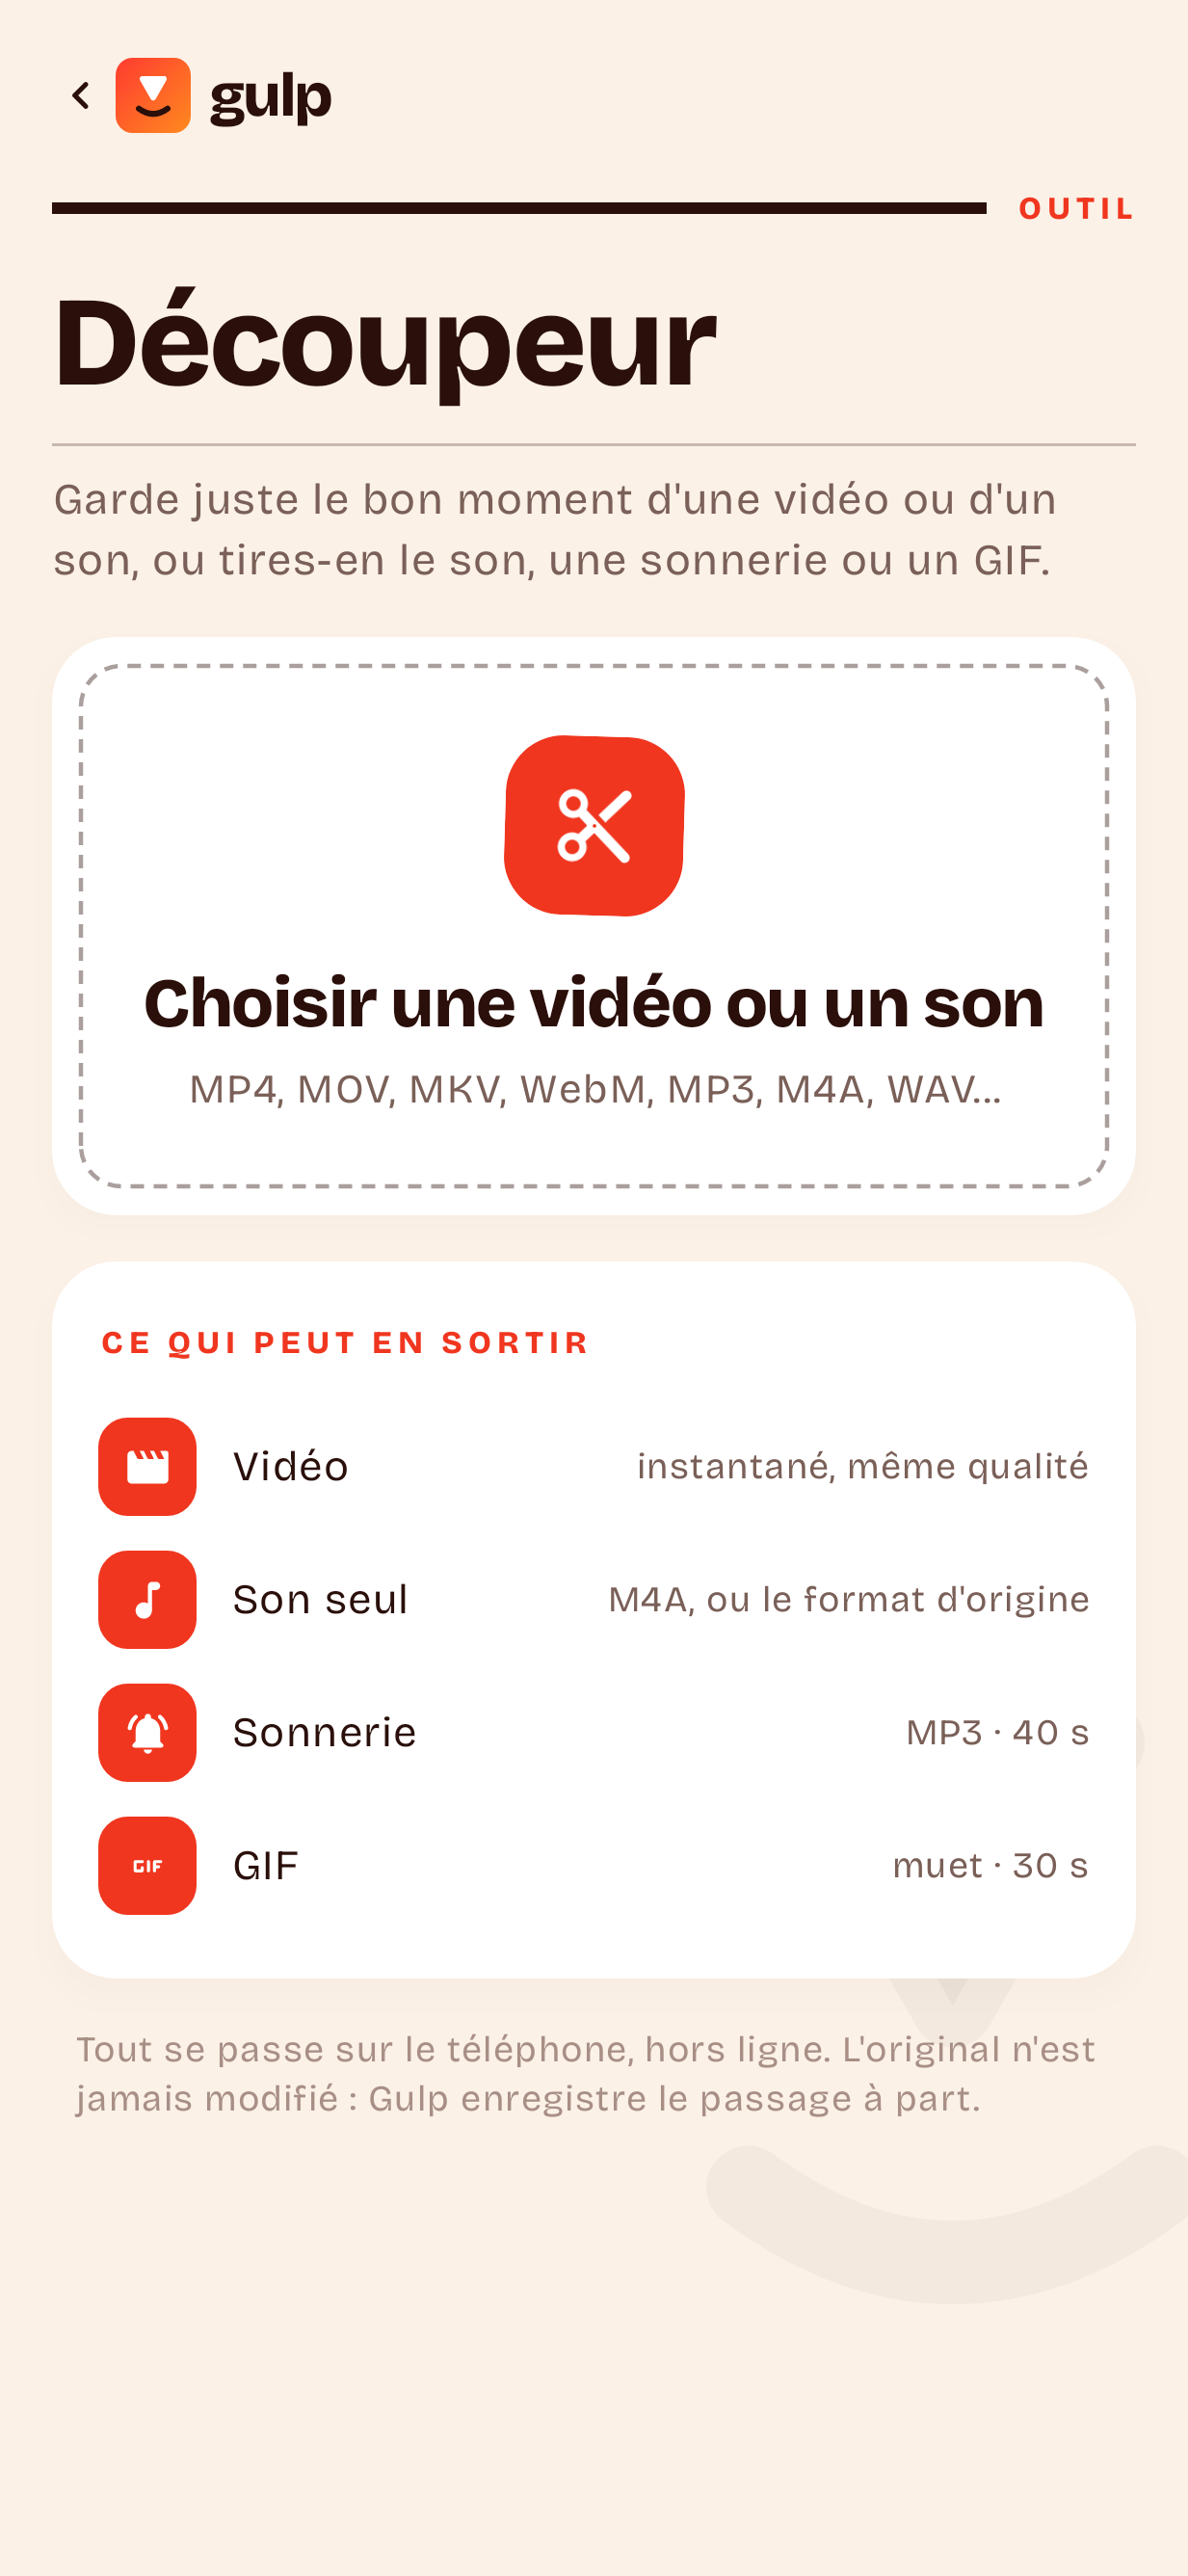 gulp
OUTIL
Découpeur
Garde juste le bon moment d'une vidéo ou d'un
son, ou tires-en le son, une sonnerie ou un GIF.
Choisir une vidéo ou un son
MP4, MOV, MKV, WebM, MP3, M4A, WAV...
CE QUI PEUT EN SORTIR
Vidéo instantané, même qualité
Son seul M4A, ou le format d'origine
Sonnerie MP3 · 40 s
GIF GIF muet · 30 s
Tout se passe sur le téléphone, hors ligne. L'original n'est
jamais modifié : Gulp enregistre le passage à part.